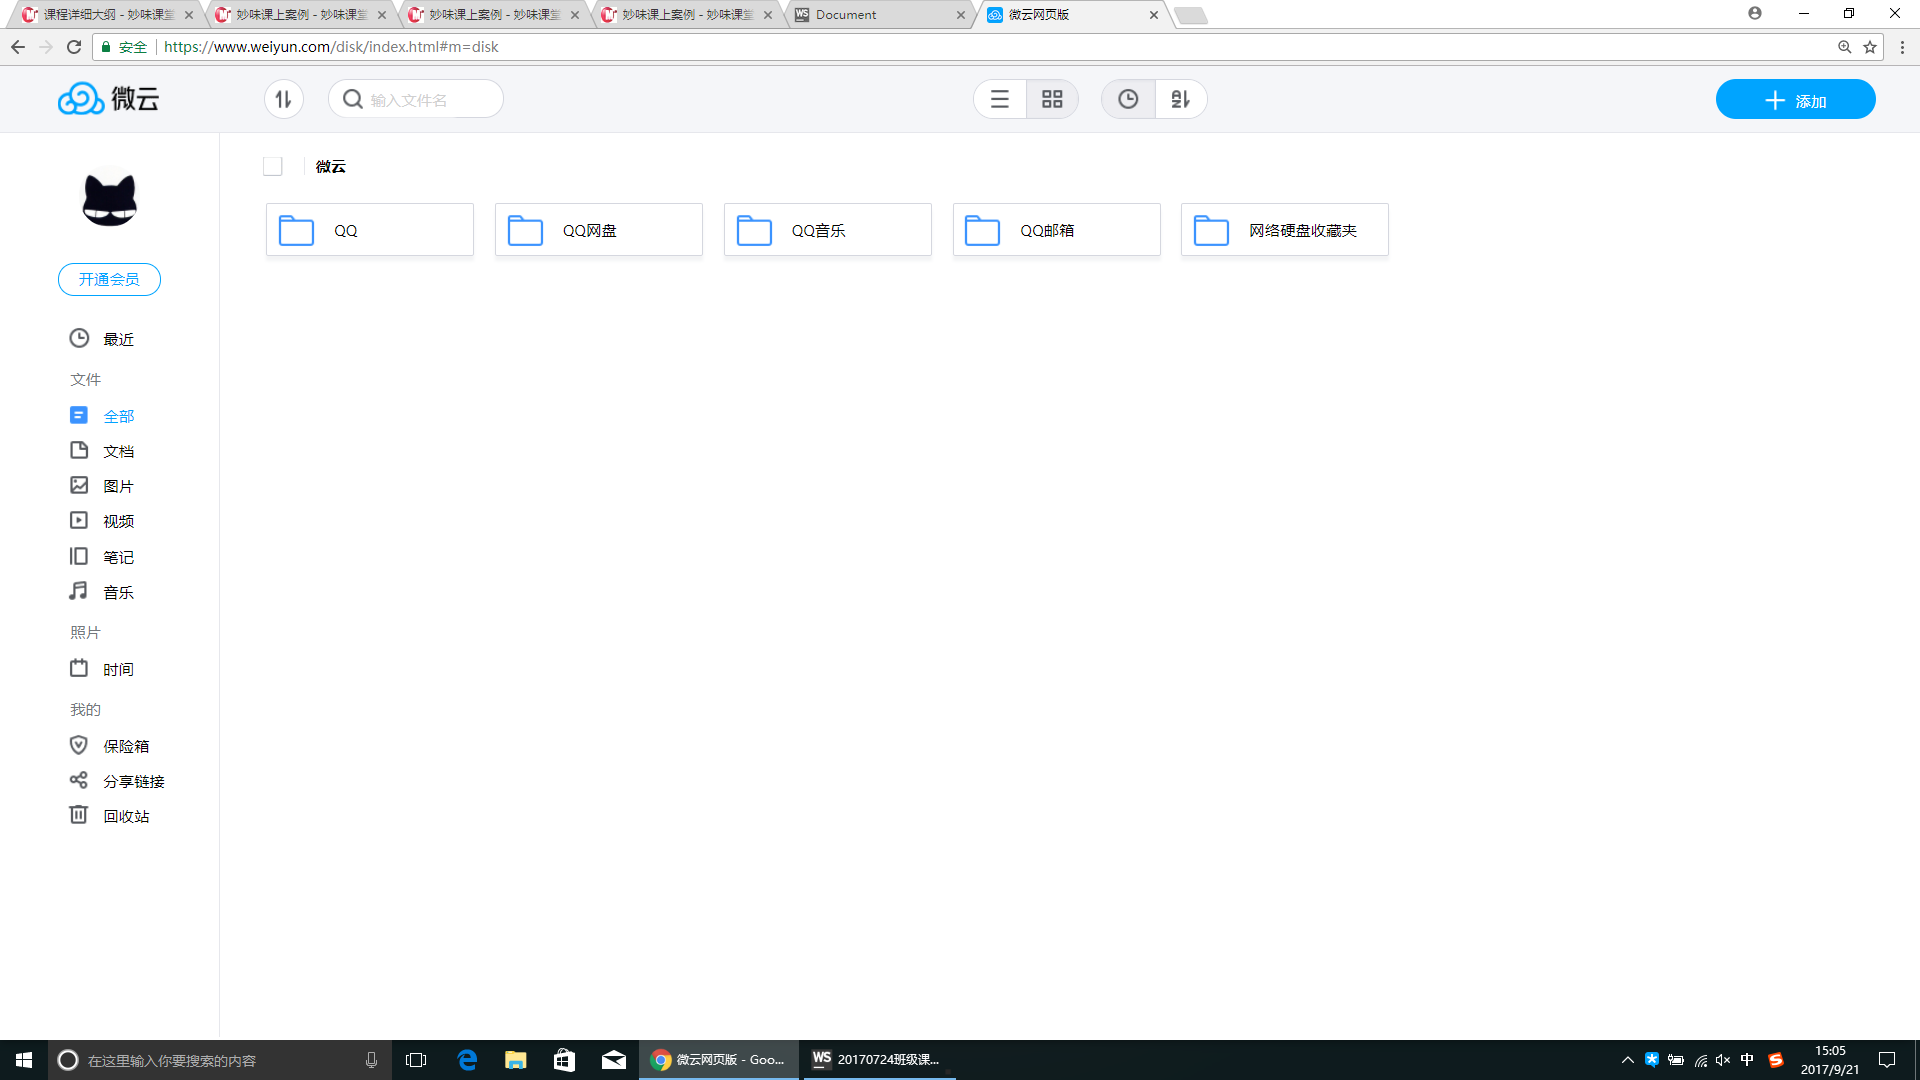 课程详细大纲 - 妙味课堂
妙味课上案例 - 妙味课堂
妙味课上案例 - 妙味课堂
妙味课上案例 - 妙味课堂
WS Document
微云网页版
安全 https://www.weiyun.com/disk/index.html#m=disk
微云
输入文件名
添加
微云
QQ
QQ网盘
QQ音乐
QQ邮箱
网络硬盘收藏夹
开通会员
最近
文件
全部
文档
图片
视频
笔记
音乐
照片
时间
我的
保险箱
分享链接
回收站
在这里输入你要搜索的内容
微云网页版 - Goo...
WS 20170724班级课...
中
15:05
2017/9/21